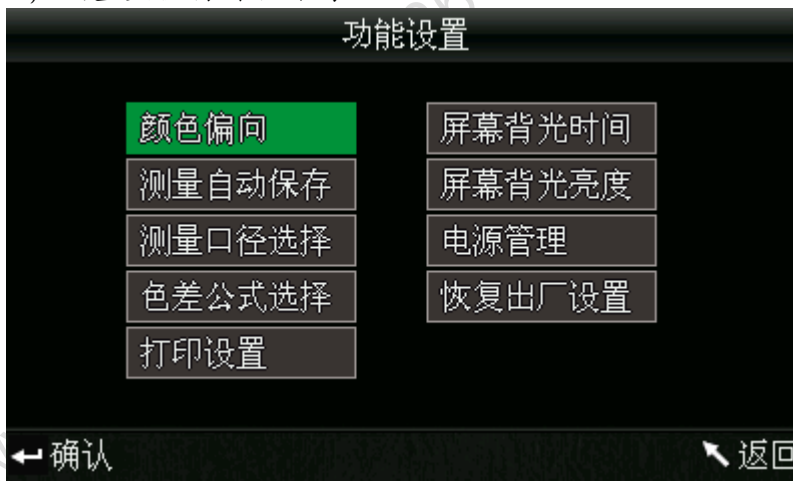 功能设置
颜色偏向
测量自动保存
测量口径选择
色差公式选择
打印设置
屏幕背光时间
屏幕背光亮度
电源管理
恢复出厂设置
确认
返回